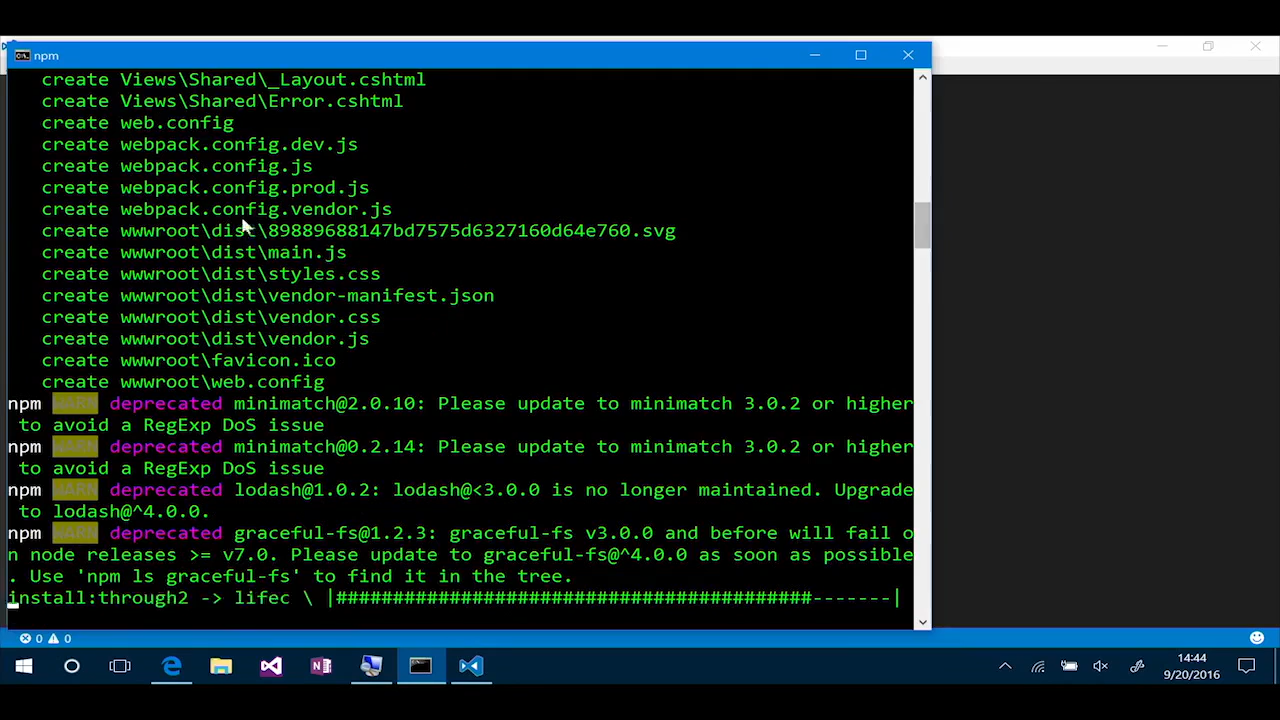 npm
create Views\Shared\_Layout.cshtml
create Views\Shared\Error.cshtml
create web.config
create webpack.config.dev.js
create webpack.config.js
create webpack.config.prod.js
create webpack.config.vendor.js
create wwwroot\dist\89889688147bd7575d6327160d64e760.svg
create wwwroot\dist\main.js
create wwwroot\dist\styles.css
create wwwroot\dist\vendor-manifest.json
create wwwroot\dist\vendor.css
create wwwroot\dist\vendor.js
create wwwroot\favicon.ico
create wwwroot\web.config
npm WARN deprecated minimatch@2.0.10: Please update to minimatch 3.0.2 or higher
to avoid a RegExp DoS issue
npm WARN deprecated minimatch@0.2.14: Please update to minimatch 3.0.2 or higher
to avoid a RegExp DoS issue
npm WARN deprecated lodash@1.0.2: lodash@<3.0.0 is no longer maintained. Upgrade
to lodash@^4.0.0.
npm WARN deprecated graceful-fs@1.2.3: graceful-fs v3.0.0 and before will fail o
n node releases >= v7.0. Please update to graceful-fs@^4.0.0 as soon as possible
. Use 'npm ls graceful-fs' to find it in the tree.
install:through2 -> lifec \ |##########################################-------|
0 0
14:44
9/20/2016